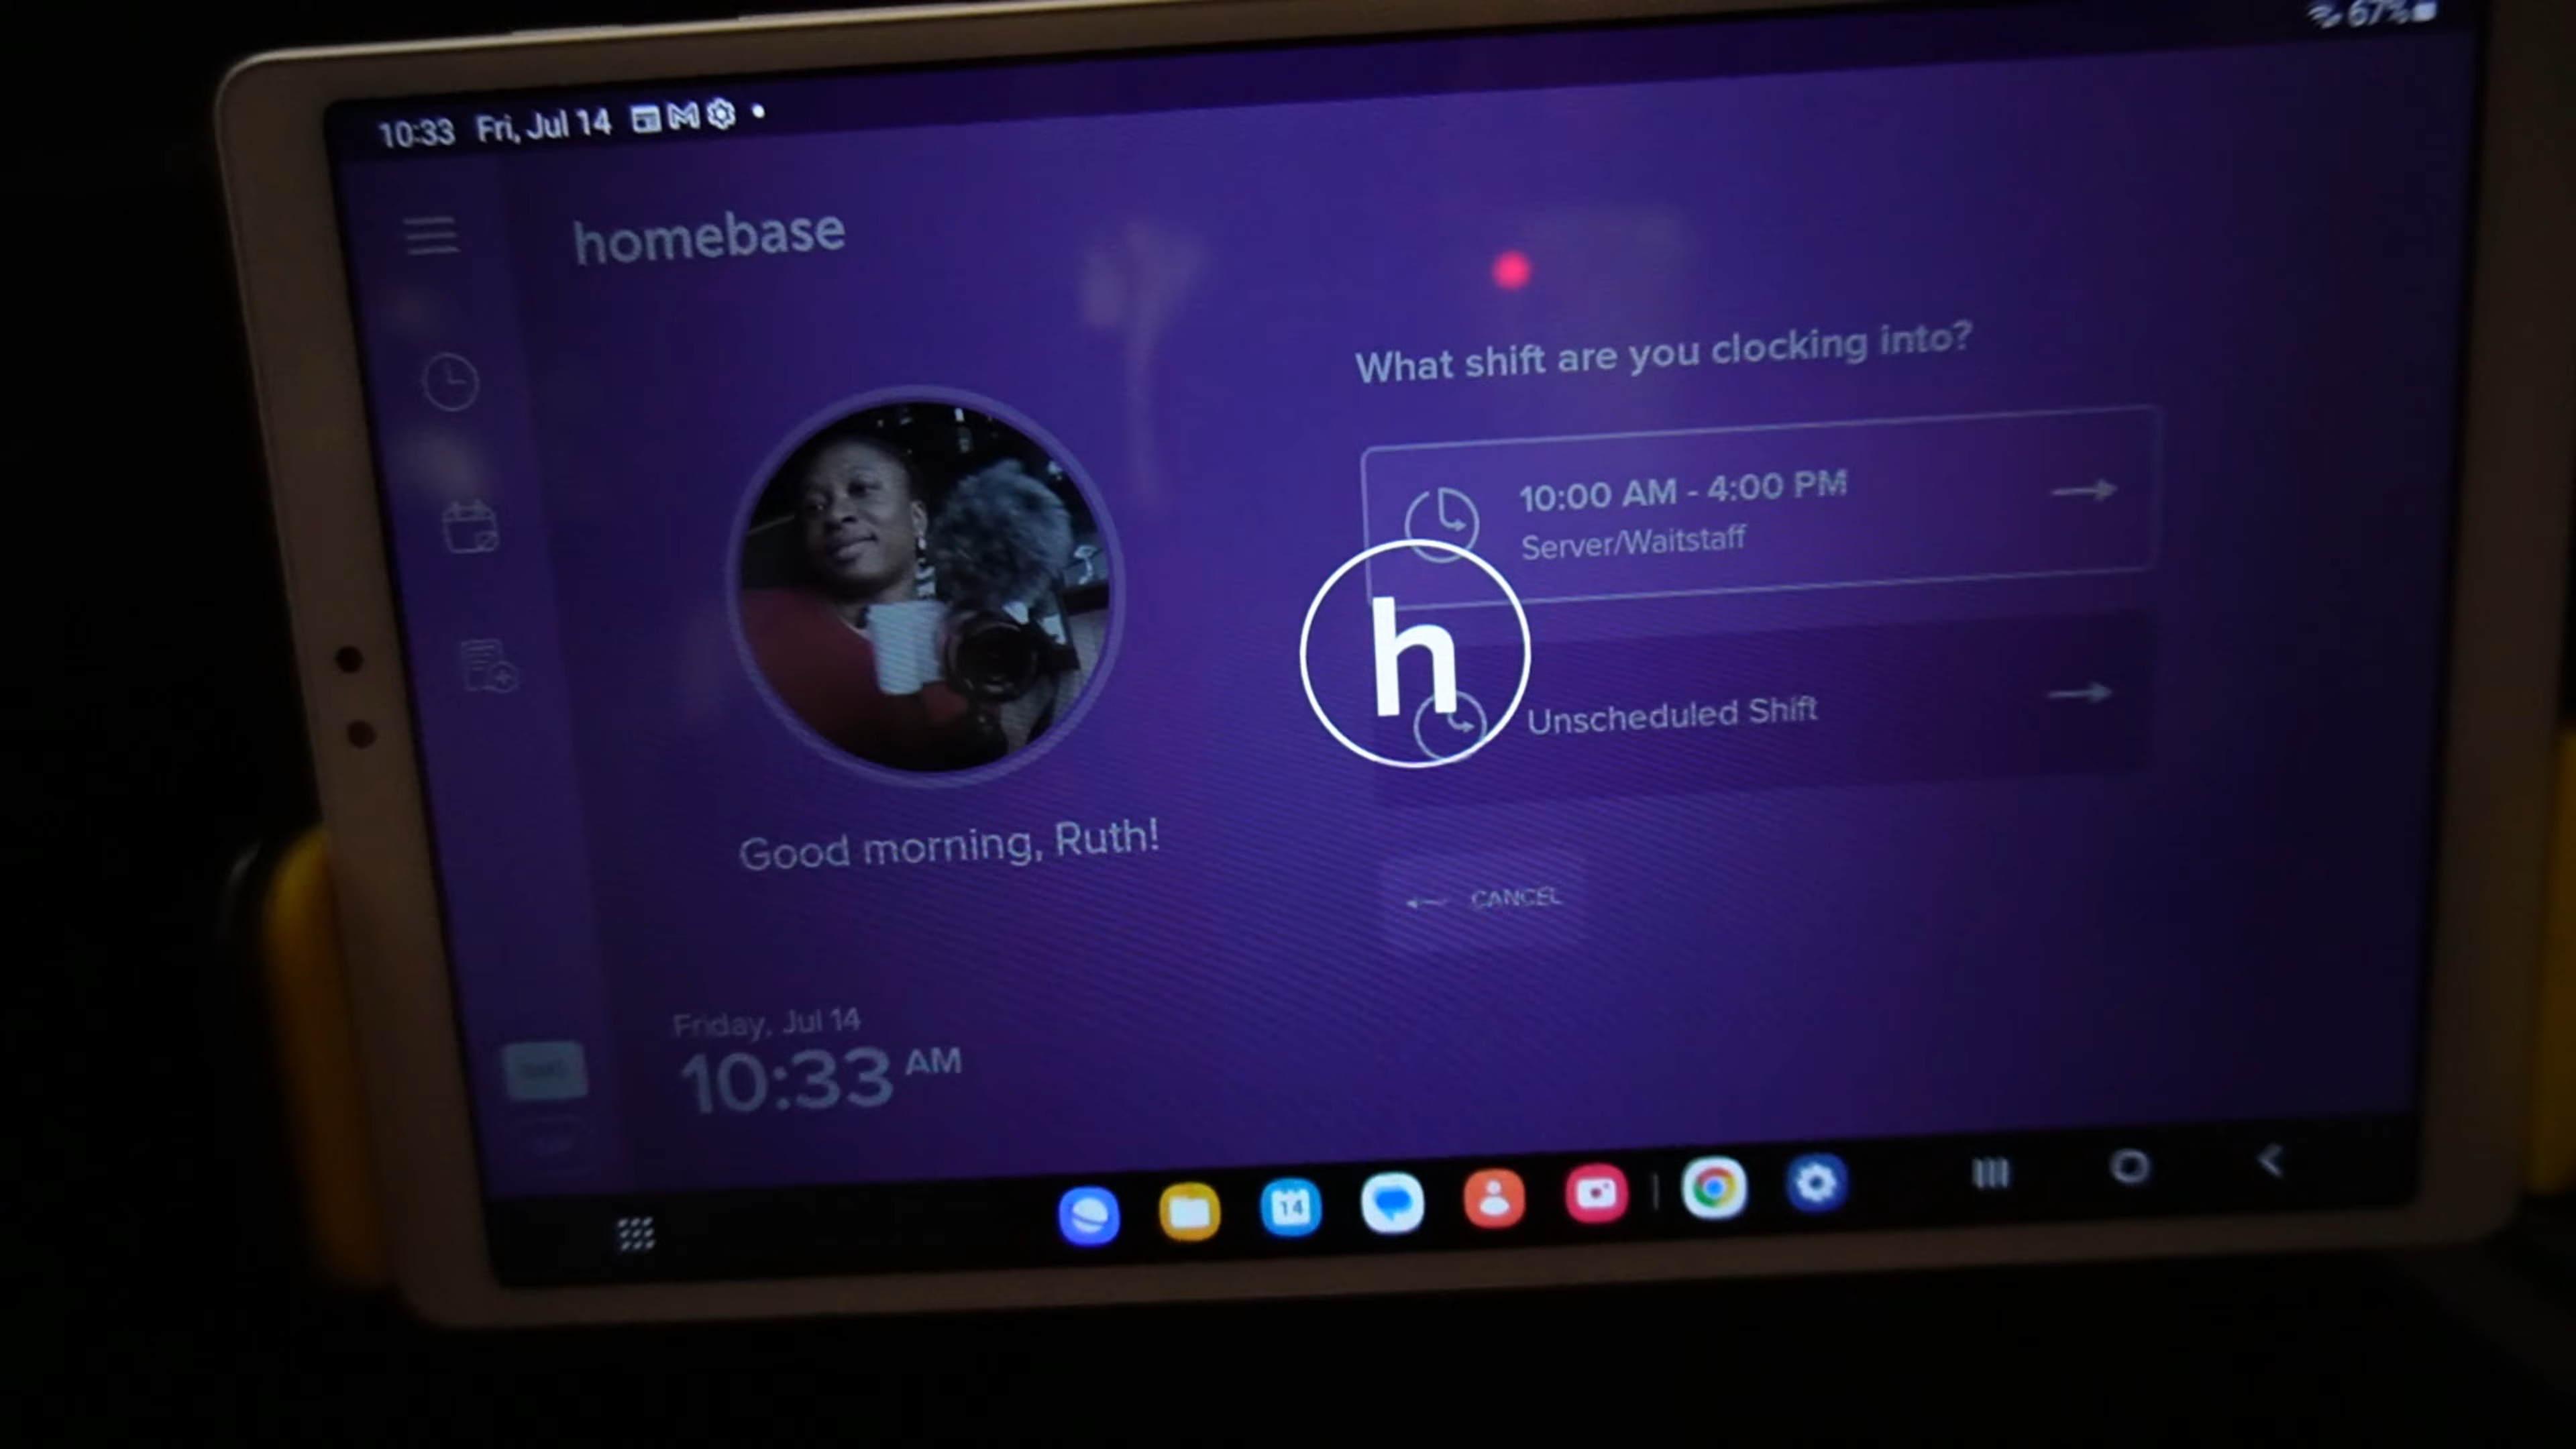 10:33 Fri, Jul 14
67%
homebase
What shift are you clocking into?
10:00 AM - 4:00 PM
Server/Waitstaff
h
Unscheduled Shift
Good morning, Ruth!
CANCEL
Friday, Jul 14
10:33 AM
14